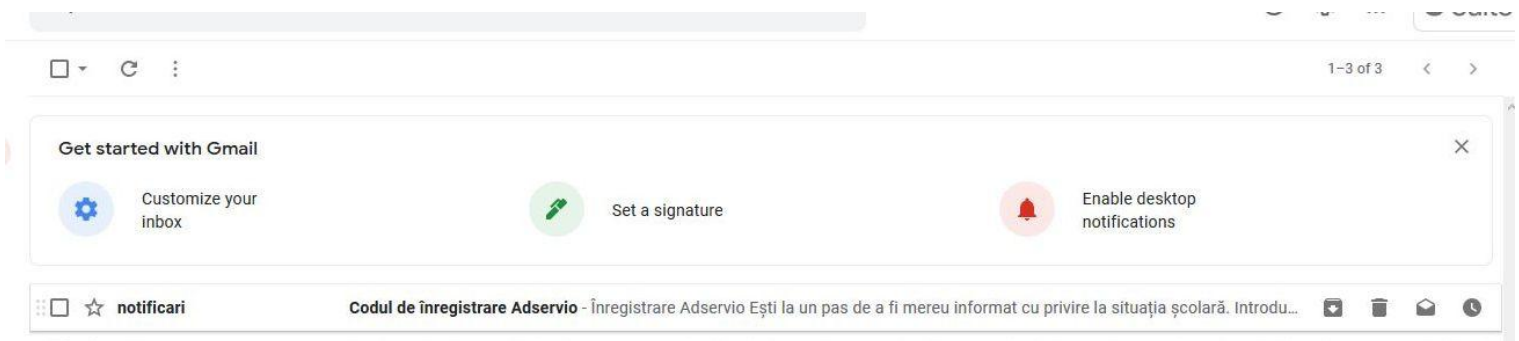 1–3 of 3
Get started with Gmail
Customize your
inbox
Set a signature
Enable desktop
notifications
notificari Codul de înregistrare Adservio - Înregistrare Adservio Ești la un pas de a fi mereu informat cu privire la situația școlară. Introdu...